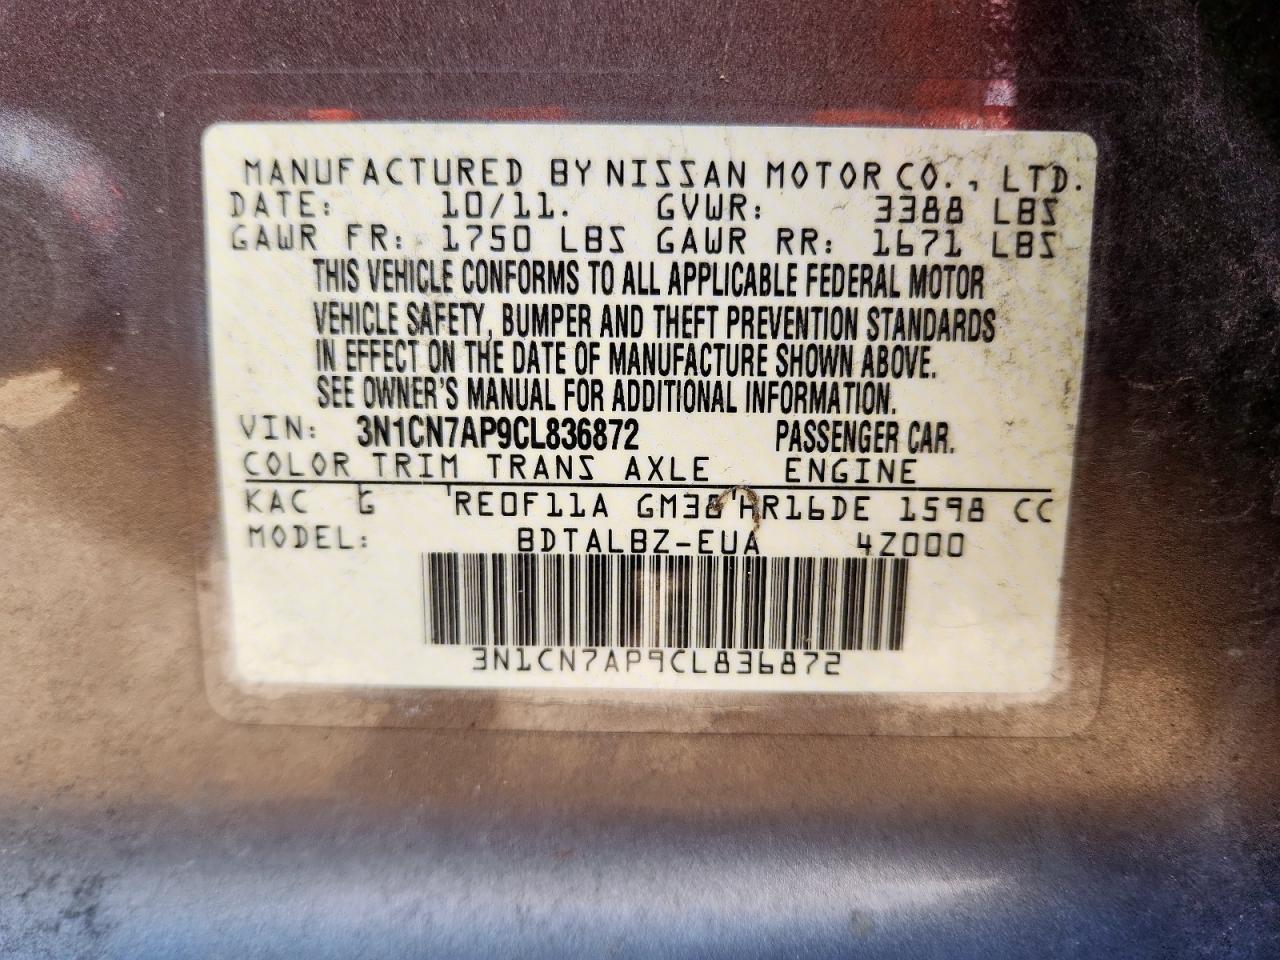 MANUFACTURED BY NISSAN MOTOR CO., LTD.
DATE: 10/11. GVWR: 3388 LBS
GAWR FR: 1750 LBS GAWR RR: 1671 LBS
THIS VEHICLE CONFORMS TO ALL APPLICABLE FEDERAL MOTOR
VEHICLE SAFETY, BUMPER AND THEFT PREVENTION STANDARDS
IN EFFECT ON THE DATE OF MANUFACTURE SHOWN ABOVE.
SEE OWNER'S MANUAL FOR ADDITIONAL INFORMATION.
VIN: 3N1CN7AP9CL836872 PASSENGER CAR.
COLOR TRIM TRANS AXLE ENGINE
KAC G RE0F11A GM38 HR16DE 1598 CC
MODEL: BDTALBZ-EUA 4Z000
3N1CN7AP9CL836872